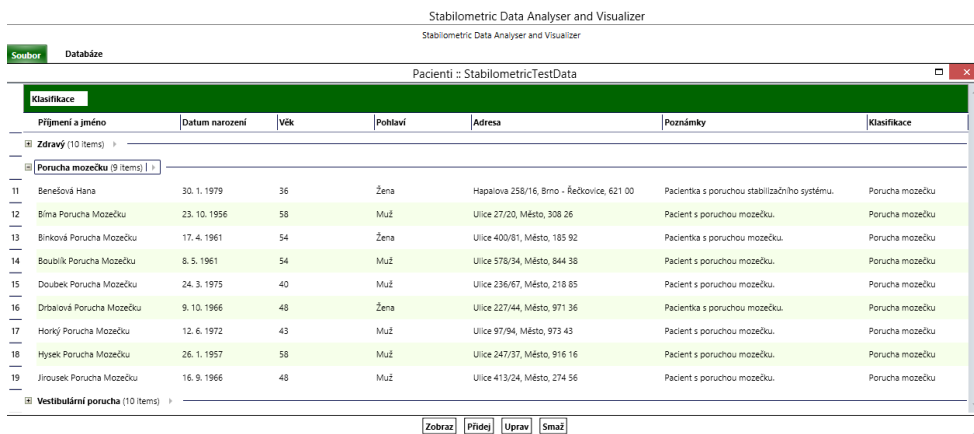 Stabilometric Data Analyser and Visualizer
Stabilometric Data Analyser and Visualizer
Soubor Databáze
Pacienti :: StabilometricTestData
Klasifikace
Příjmení a jméno Datum narození Věk Pohlaví Adresa Poznámky Klasifikace
Zdravý (10 items)
Porucha mozečku (9 items)
11 Benešová Hana 30. 1. 1979 36 Žena Hapalova 258/16, Brno - Řečkovice, 621 00 Pacientka s poruchou stabilizačního systému. Porucha mozečku
12 Bíma Porucha Mozečku 23. 10. 1956 58 Muž Ulice 27/20, Město, 308 26 Pacient s poruchou mozečku. Porucha mozečku
13 Binková Porucha Mozečku 17. 4. 1961 54 Žena Ulice 400/81, Město, 185 92 Pacientka s poruchou mozečku. Porucha mozečku
14 Boublík Porucha Mozečku 8. 5. 1961 54 Muž Ulice 578/34, Město, 844 38 Pacient s poruchou mozečku. Porucha mozečku
15 Doubek Porucha Mozečku 24. 3. 1975 40 Muž Ulice 236/67, Město, 218 85 Pacient s poruchou mozečku. Porucha mozečku
16 Drbalová Porucha Mozečku 9. 10. 1966 48 Žena Ulice 227/44, Město, 971 36 Pacientka s poruchou mozečku. Porucha mozečku
17 Horký Porucha Mozečku 12. 6. 1972 43 Muž Ulice 97/94, Město, 973 43 Pacient s poruchou mozečku. Porucha mozečku
18 Hysek Porucha Mozečku 26. 1. 1957 58 Muž Ulice 247/37, Město, 916 16 Pacient s poruchou mozečku. Porucha mozečku
19 Jirousek Porucha Mozečku 16. 9. 1966 48 Muž Ulice 413/24, Město, 274 56 Pacient s poruchou mozečku. Porucha mozečku
Vestibulární porucha (10 items)
Zobraz Přidej Uprav Smaž